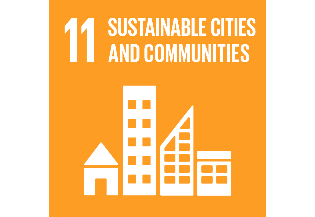 11 SUSTAINABLE CITIES
AND COMMUNITIES